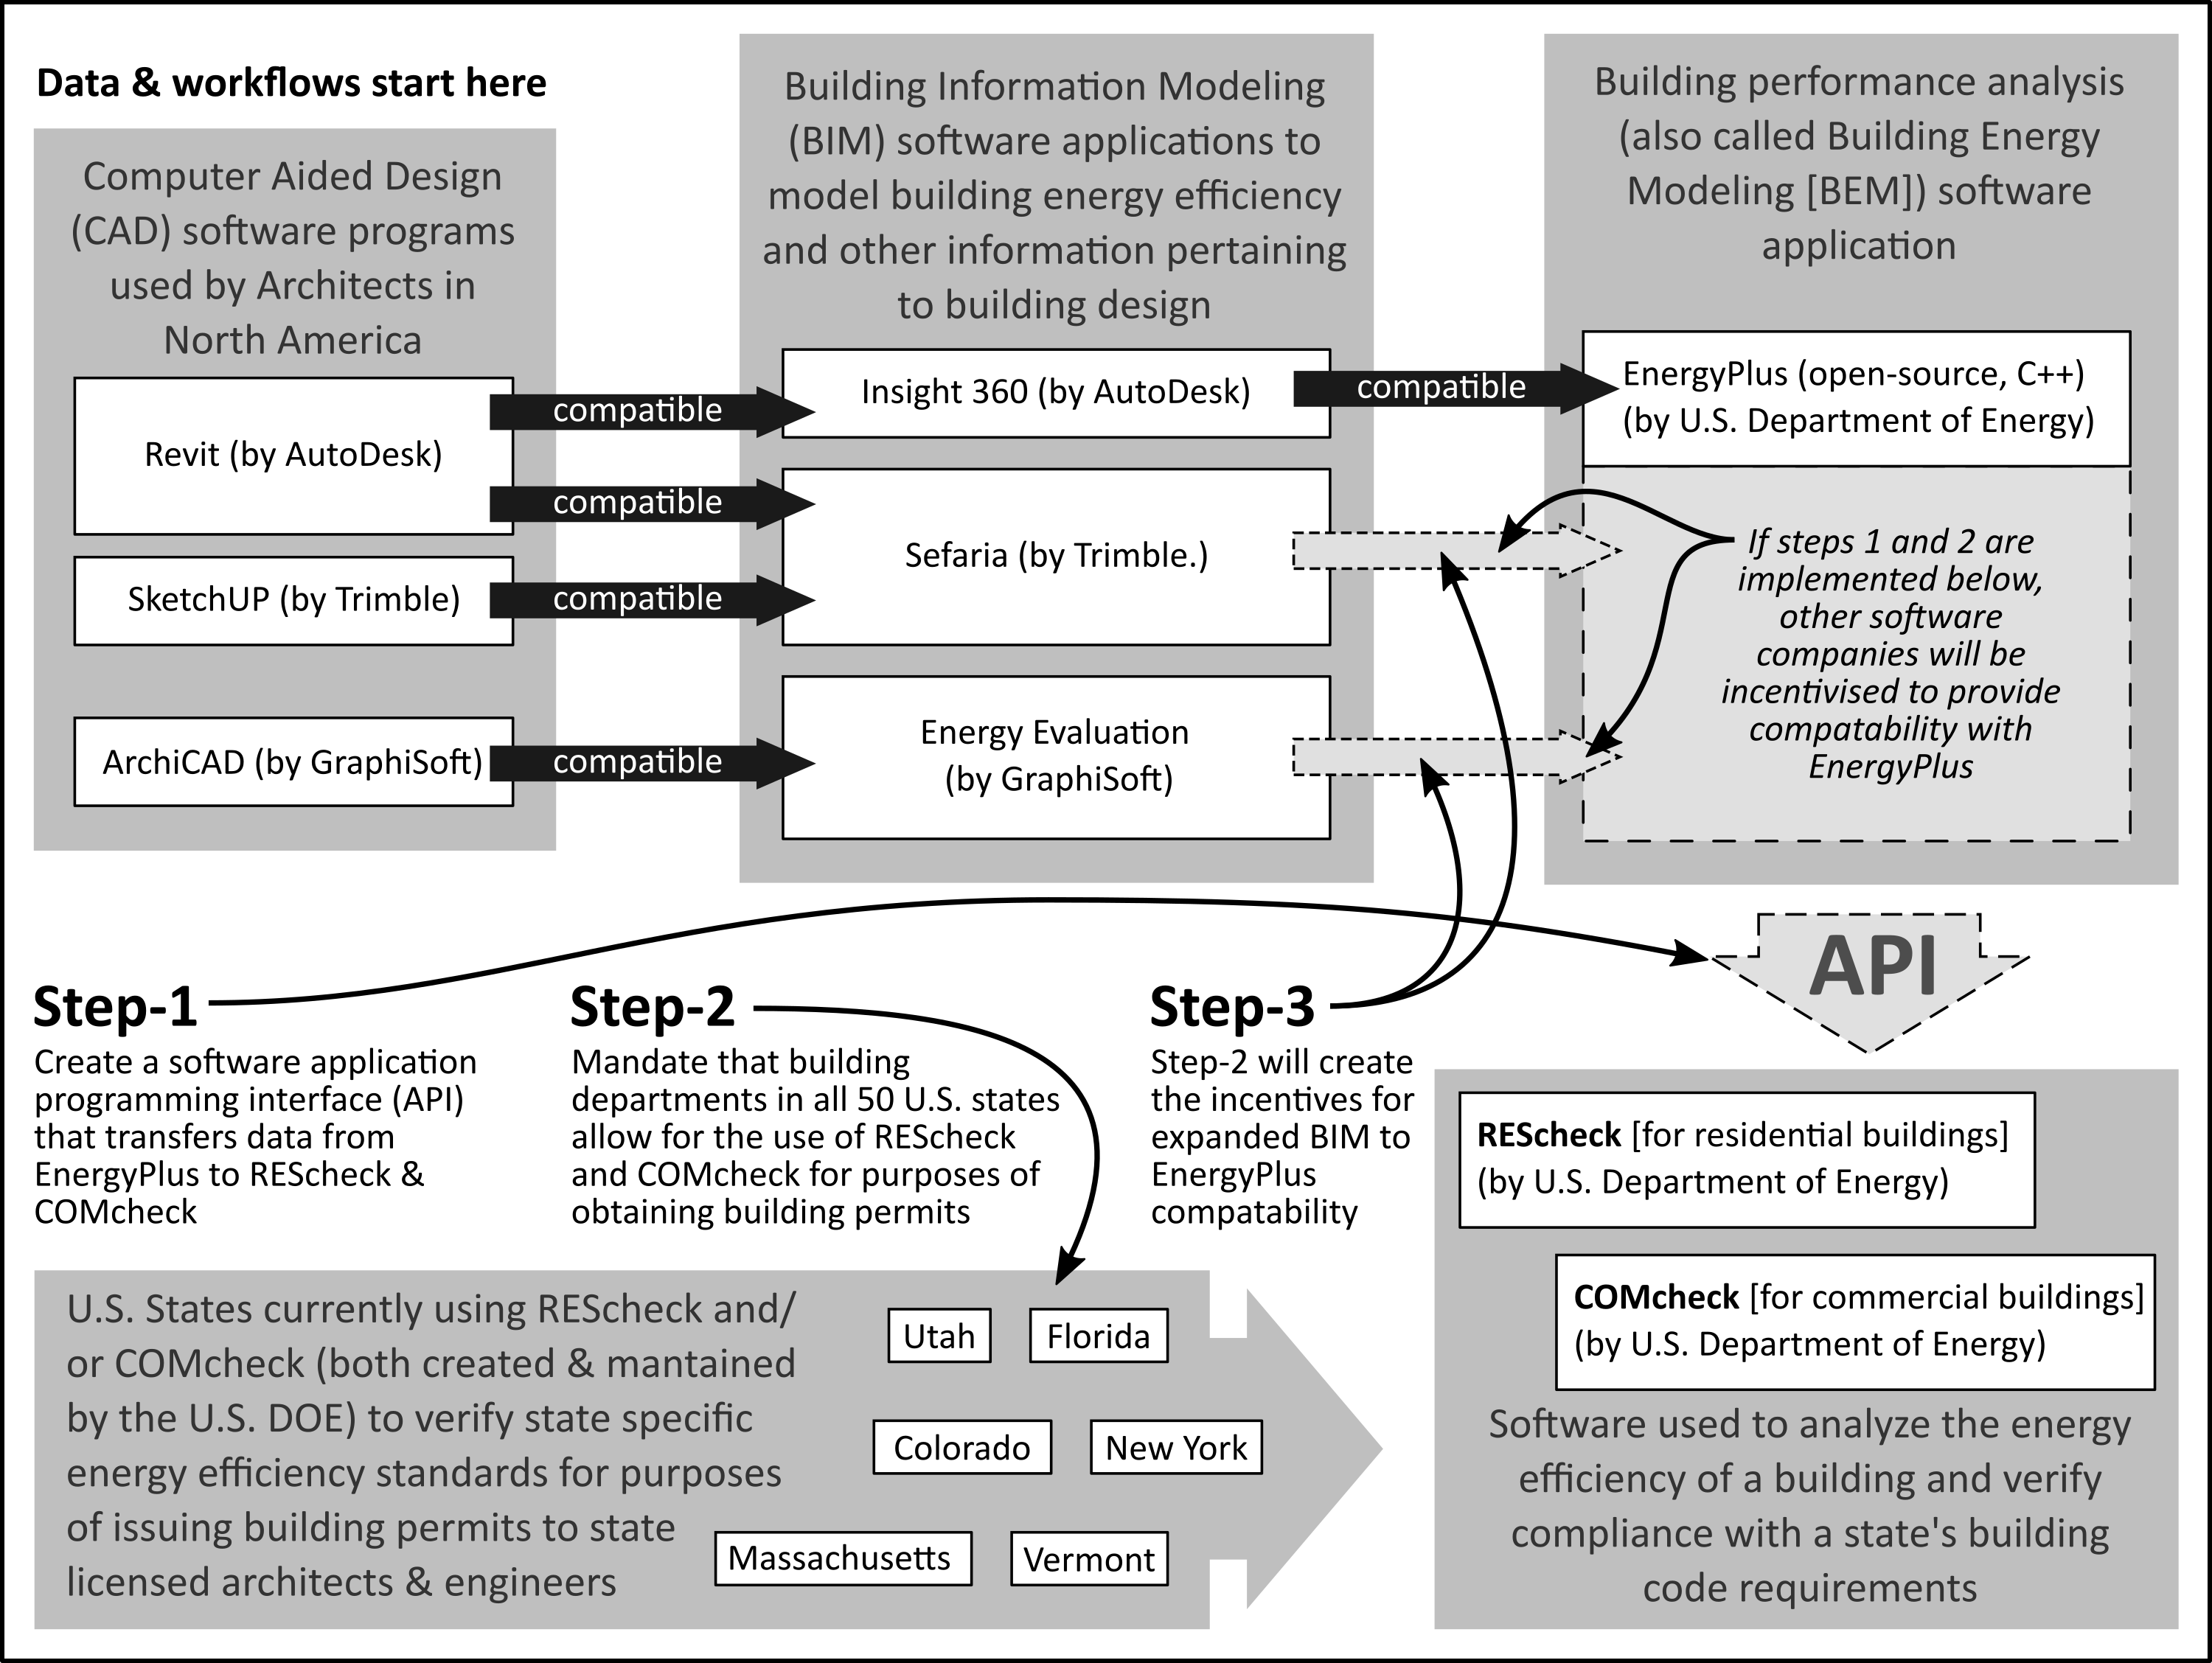 Data & workflows start here
Computer Aided Design
(CAD) software programs
used by Architects in
North America
Revit (by AutoDesk)
SketchUP (by Trimble)
ArchiCAD (by GraphiSoft)
compatible
compatible
compatible
compatible
Building Information Modeling
(BIM) software applications to
model building energy efficiency
and other information pertaining
to building design
Insight 360 (by AutoDesk)
Sefaria (by Trimble.)
Energy Evaluation
(by GraphiSoft)
compatible
Building performance analysis
(also called Building Energy
Modeling [BEM]) software
application
EnergyPlus (open-source, C++)
(by U.S. Department of Energy)
If steps 1 and 2 are
implemented below,
other software
companies will be
incentivised to provide
compatability with
EnergyPlus
API
Step-1
Create a software application
programming interface (API)
that transfers data from
EnergyPlus to REScheck &
COMcheck
Step-2
Mandate that building
departments in all 50 U.S. states
allow for the use of REScheck
and COMcheck for purposes of
obtaining building permits
Step-3
Step-2 will create
the incentives for
expanded BIM to
EnergyPlus
compatability
U.S. States currently using REScheck and/
or COMcheck (both created & mantained
by the U.S. DOE) to verify state specific
energy efficiency standards for purposes
of issuing building permits to state
licensed architects & engineers
Utah
Florida
Colorado
New York
Massachusetts
Vermont
REScheck [for residential buildings]
(by U.S. Department of Energy)
COMcheck [for commercial buildings]
(by U.S. Department of Energy)
Software used to analyze the energy
efficiency of a building and verify
compliance with a state's building
code requirements